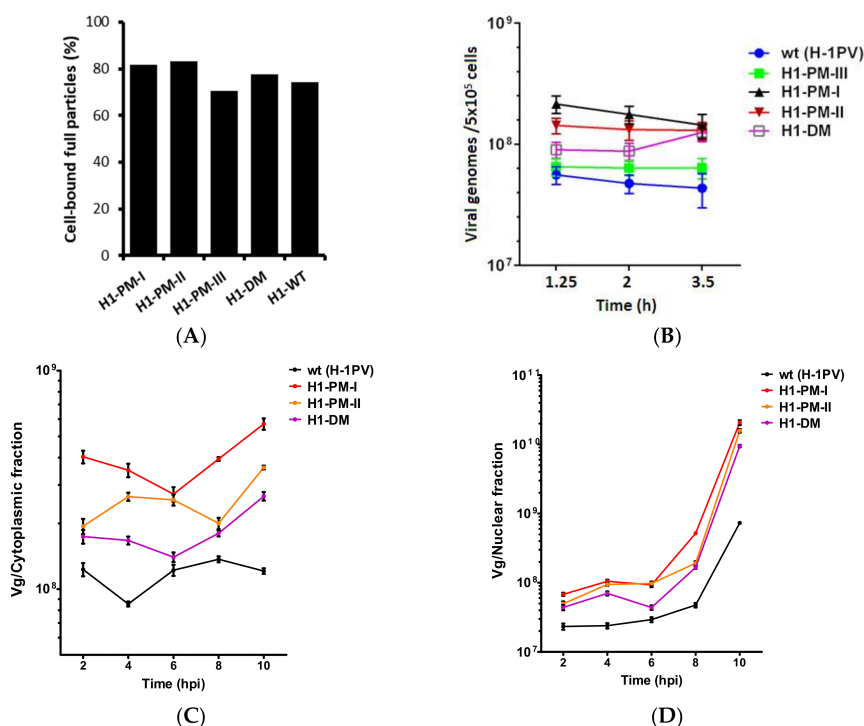 100
80
60
40
20
0
Cell-bound full particles (%)
H1-PM-I
H1-PM-II
H1-PM-III
H1-DM
H1-WT
(A)
10⁹
10⁸
10⁷
Viral genomes /5x10⁵ cells
1.25
2
3.5
Time (h)
wt (H-1PV)
H1-PM-III
H1-PM-I
H1-PM-II
H1-DM
(B)
10⁹
10⁸
Vg/Cytoplasmic fraction
2
4
6
8
10
Time (hpi)
wt (H-1PV)
H1-PM-I
H1-PM-II
H1-DM
(C)
10¹¹
10¹⁰
10⁹
10⁸
10⁷
Vg/Nuclear fraction
2
4
6
8
10
Time (hpi)
wt (H-1PV)
H1-PM-I
H1-PM-II
H1-DM
(D)